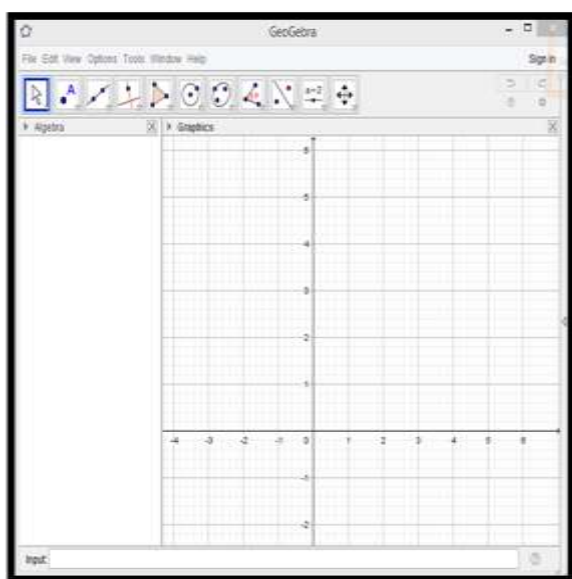 GeoGebra
File Edit View Options Tools Window Help
Sign in
A
a=2
Algebra
Graphics
6
5
4
3
2
1
-4 -3 -2 -1 0 1 2 3 4 5 6
-1
-2
Input: